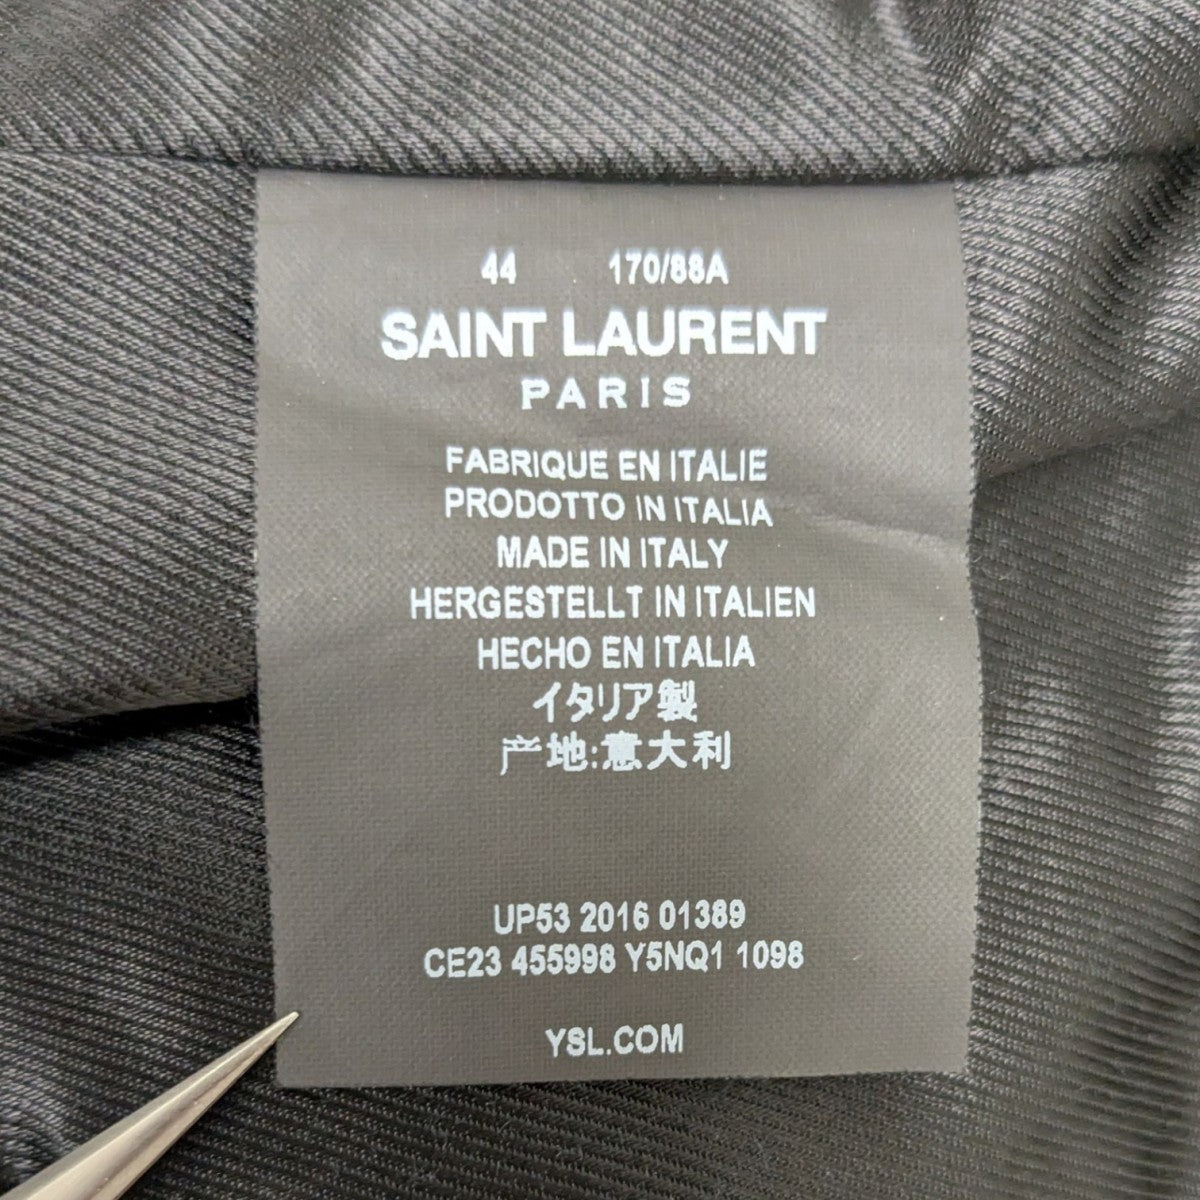 44 170/88A
SAINT LAURENT
PARIS
FABRIQUE EN ITALIE
PRODOTTO IN ITALIA
MADE IN ITALY
HERGESTELLT IN ITALIEN
HECHO EN ITALIA
イタリア製
产地:意大利
UP53 2016 01389
CE23 455998 Y5NQ1 1098
YSL.COM